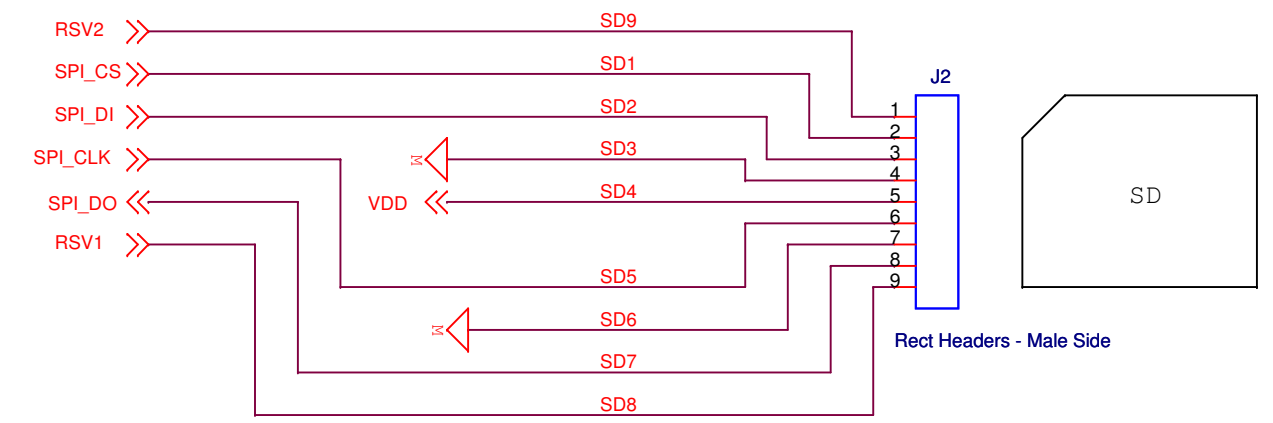 RSV2
SD9
SPI_CS
SD1
J2
SPI_DI
SD2
1
2
SPI_CLK
M
SD3
3
4
SPI_DO
VDD
SD4
5
SD
6
RSV1
7
8
SD5
9
M
SD6
Rect Headers - Male Side
SD7
SD8